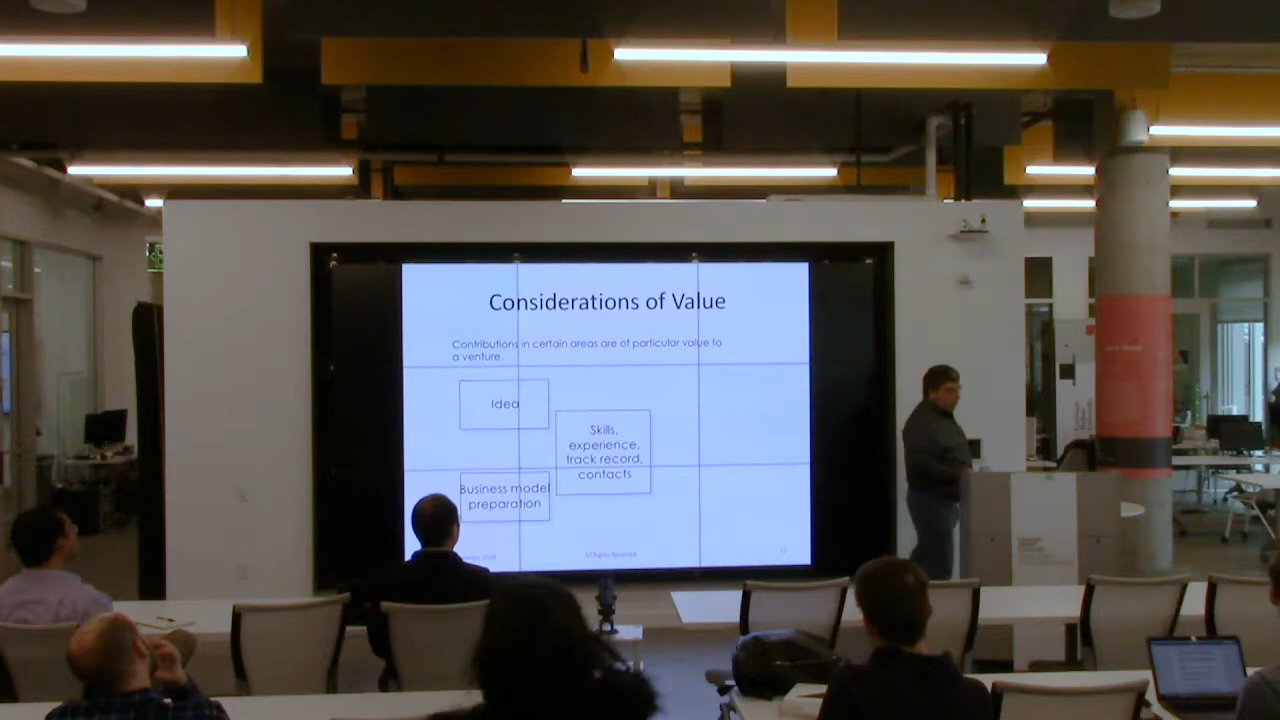 Considerations of Value
Contributions in certain areas are of particular value to
a venture.
Idea
Skills,
experience,
track record,
contacts
Business model
preparation
All Rights Reserved